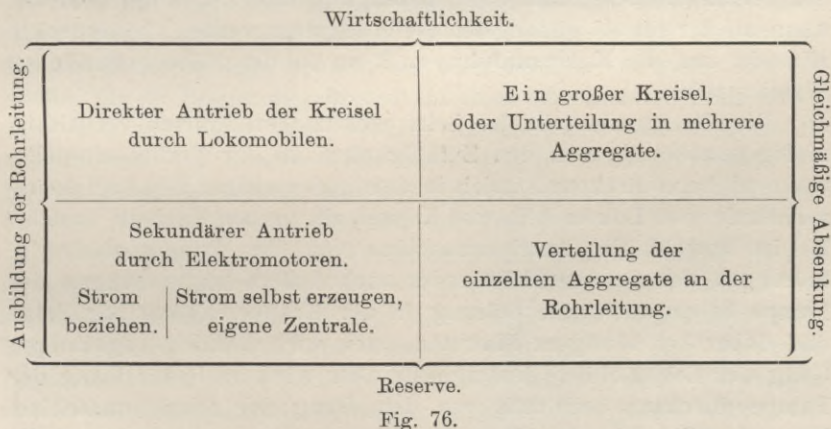 Wirtschaftlichkeit.
Ausbildung der Rohrleitung.
Direkter Antrieb der Kreisel
durch Lokomobilen.
Ein großer Kreisel,
oder Unterteilung in mehrere
Aggregate.
Sekundärer Antrieb
durch Elektromotoren.
Strom
beziehen.
Strom selbst erzeugen,
eigene Zentrale.
Verteilung der
einzelnen Aggregate an der
Rohrleitung.
Gleichmäßige Absenkung.
Reserve.
Fig. 76.